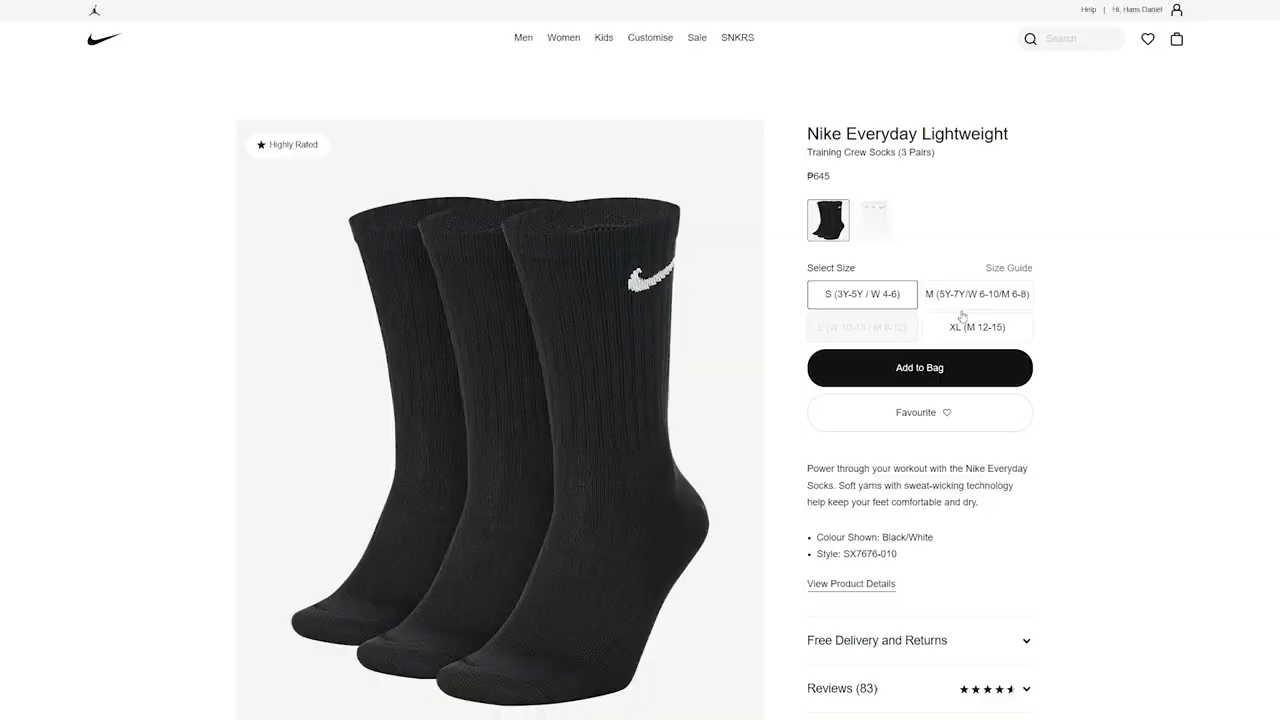 Help | Hi, Hans Daniel
Men Women Kids Customise Sale SNKRS
Search
Highly Rated
Nike Everyday Lightweight
Training Crew Socks (3 Pairs)
₱645
Select Size Size Guide
S (3Y-5Y / W 4-6) M (5Y-7Y/W 6-10/M 6-8)
L (W 10-13 / M 8-12) XL (M 12-15)
Add to Bag
Favourite
Power through your workout with the Nike Everyday
Socks. Soft yarns with sweat-wicking technology
help keep your feet comfortable and dry.
• Colour Shown: Black/White
• Style: SX7676-010
View Product Details
Free Delivery and Returns
Reviews (83)